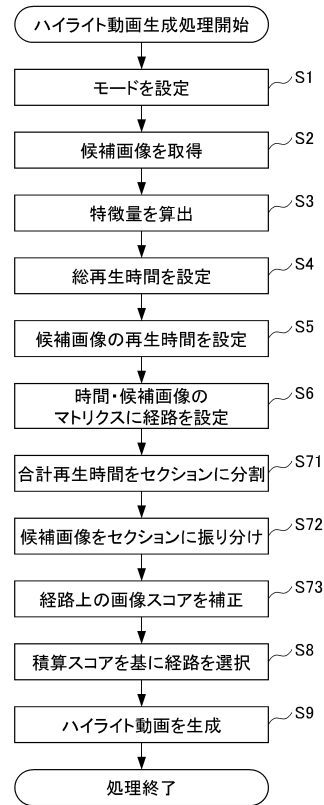 ハイライト動画生成処理開始
モードを設定 S1
候補画像を取得 S2
特徴量を算出 S3
総再生時間を設定 S4
候補画像の再生時間を設定 S5
時間・候補画像の
マトリクスに経路を設定 S6
合計再生時間をセクションに分割 S71
候補画像をセクションに振り分け S72
経路上の画像スコアを補正 S73
積算スコアを基に経路を選択 S8
ハイライト動画を生成 S9
処理終了